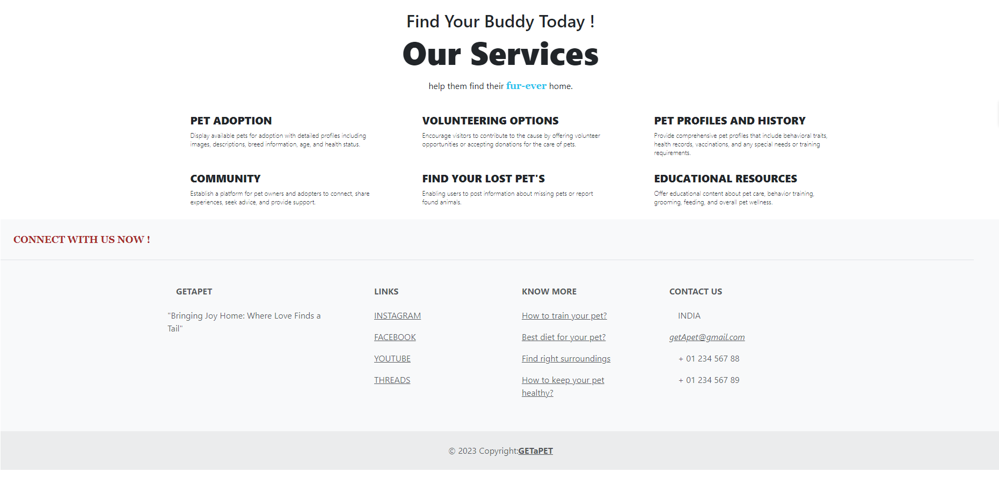 Find Your Buddy Today !
Our Services
help them find their fur-ever home.
PET ADOPTION
Display available pets for adoption with detailed profiles including
images, descriptions, breed information, age, and health status.
VOLUNTEERING OPTIONS
Encourage visitors to contribute to the cause by offering volunteer
opportunities or accepting donations for the care of pets.
PET PROFILES AND HISTORY
Provide comprehensive pet profiles that include behavioral traits,
health records, vaccinations, and any special needs or training
requirements.
COMMUNITY
Establish a platform for pet owners and adopters to connect, share
experiences, seek advice, and provide support.
FIND YOUR LOST PET'S
Enabling users to post information about missing pets or report
found animals.
EDUCATIONAL RESOURCES
Offer educational content about pet care, behavior training,
grooming, feeding, and overall pet wellness.
CONNECT WITH US NOW !
GETAPET
"Bringing Joy Home: Where Love Finds a
Tail"
LINKS
INSTAGRAM
FACEBOOK
YOUTUBE
THREADS
KNOW MORE
How to train your pet?
Best diet for your pet?
Find right surroundings
How to keep your pet
healthy?
CONTACT US
INDIA
getApet@gmail.com
+ 01 234 567 88
+ 01 234 567 89
© 2023 Copyright:GETaPET